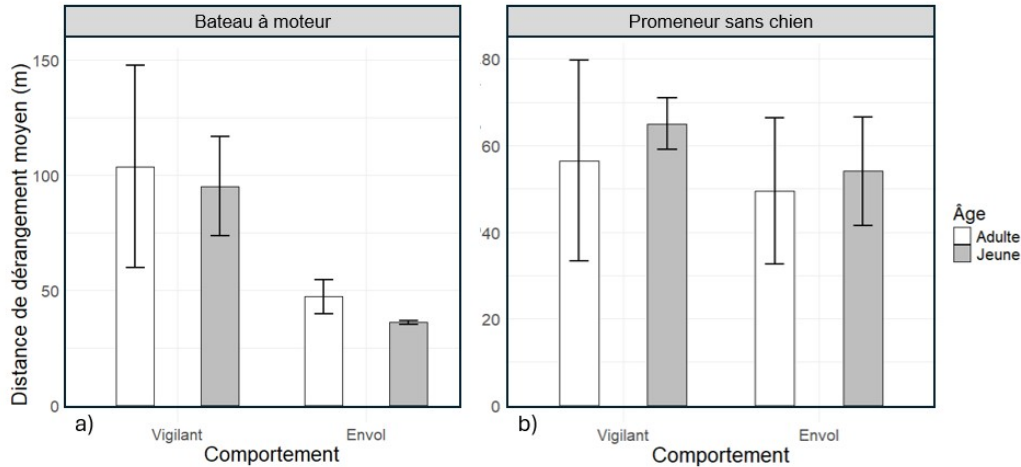 Bateau à moteur
Promeneur sans chien
Distance de dérangement moyen (m)
150
100
50
0
80
60
40
20
0
a)
b)
Vigilant
Envol
Vigilant
Envol
Comportement
Comportement
Âge
Adulte
Jeune